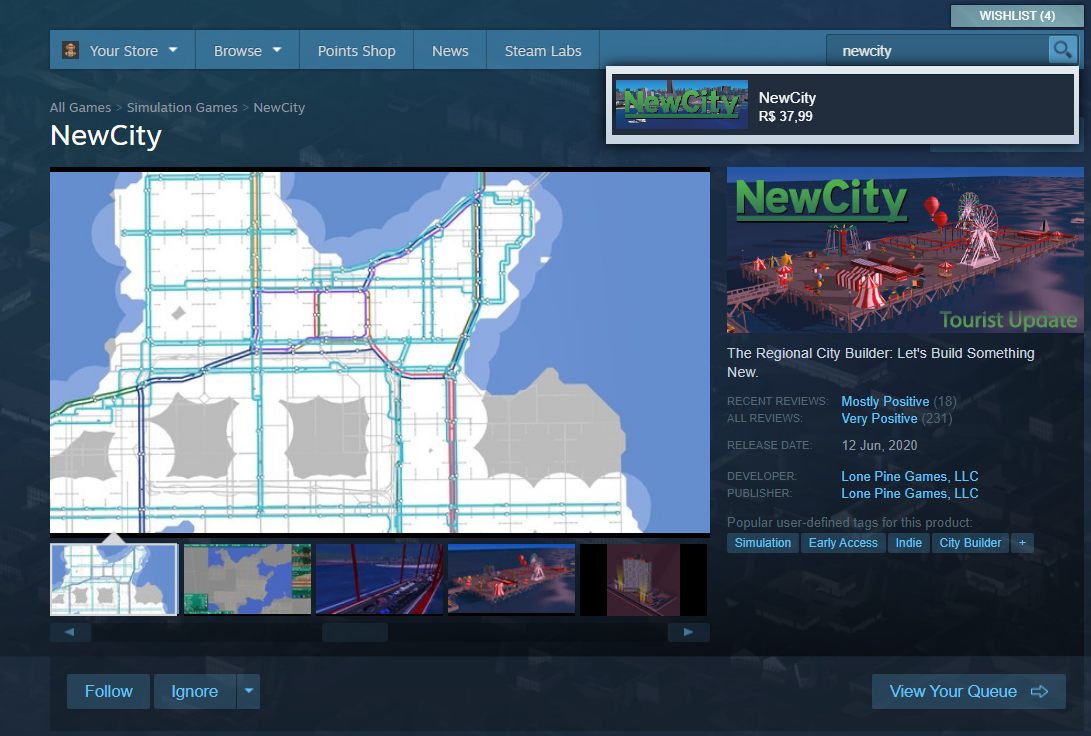 WISHLIST (4)
Your Store
Browse
Points Shop
News
Steam Labs
newcity
NewCity
NewCity
R$ 37,99
All Games > Simulation Games > NewCity
NewCity
NewCity
Tourist Update
The Regional City Builder: Let's Build Something
New.
RECENT REVIEWS: Mostly Positive (18)
ALL REVIEWS: Very Positive (231)
RELEASE DATE: 12 Jun, 2020
DEVELOPER: Lone Pine Games, LLC
PUBLISHER: Lone Pine Games, LLC
Popular user-defined tags for this product:
Simulation
Early Access
Indie
City Builder
+
Follow
Ignore
View Your Queue